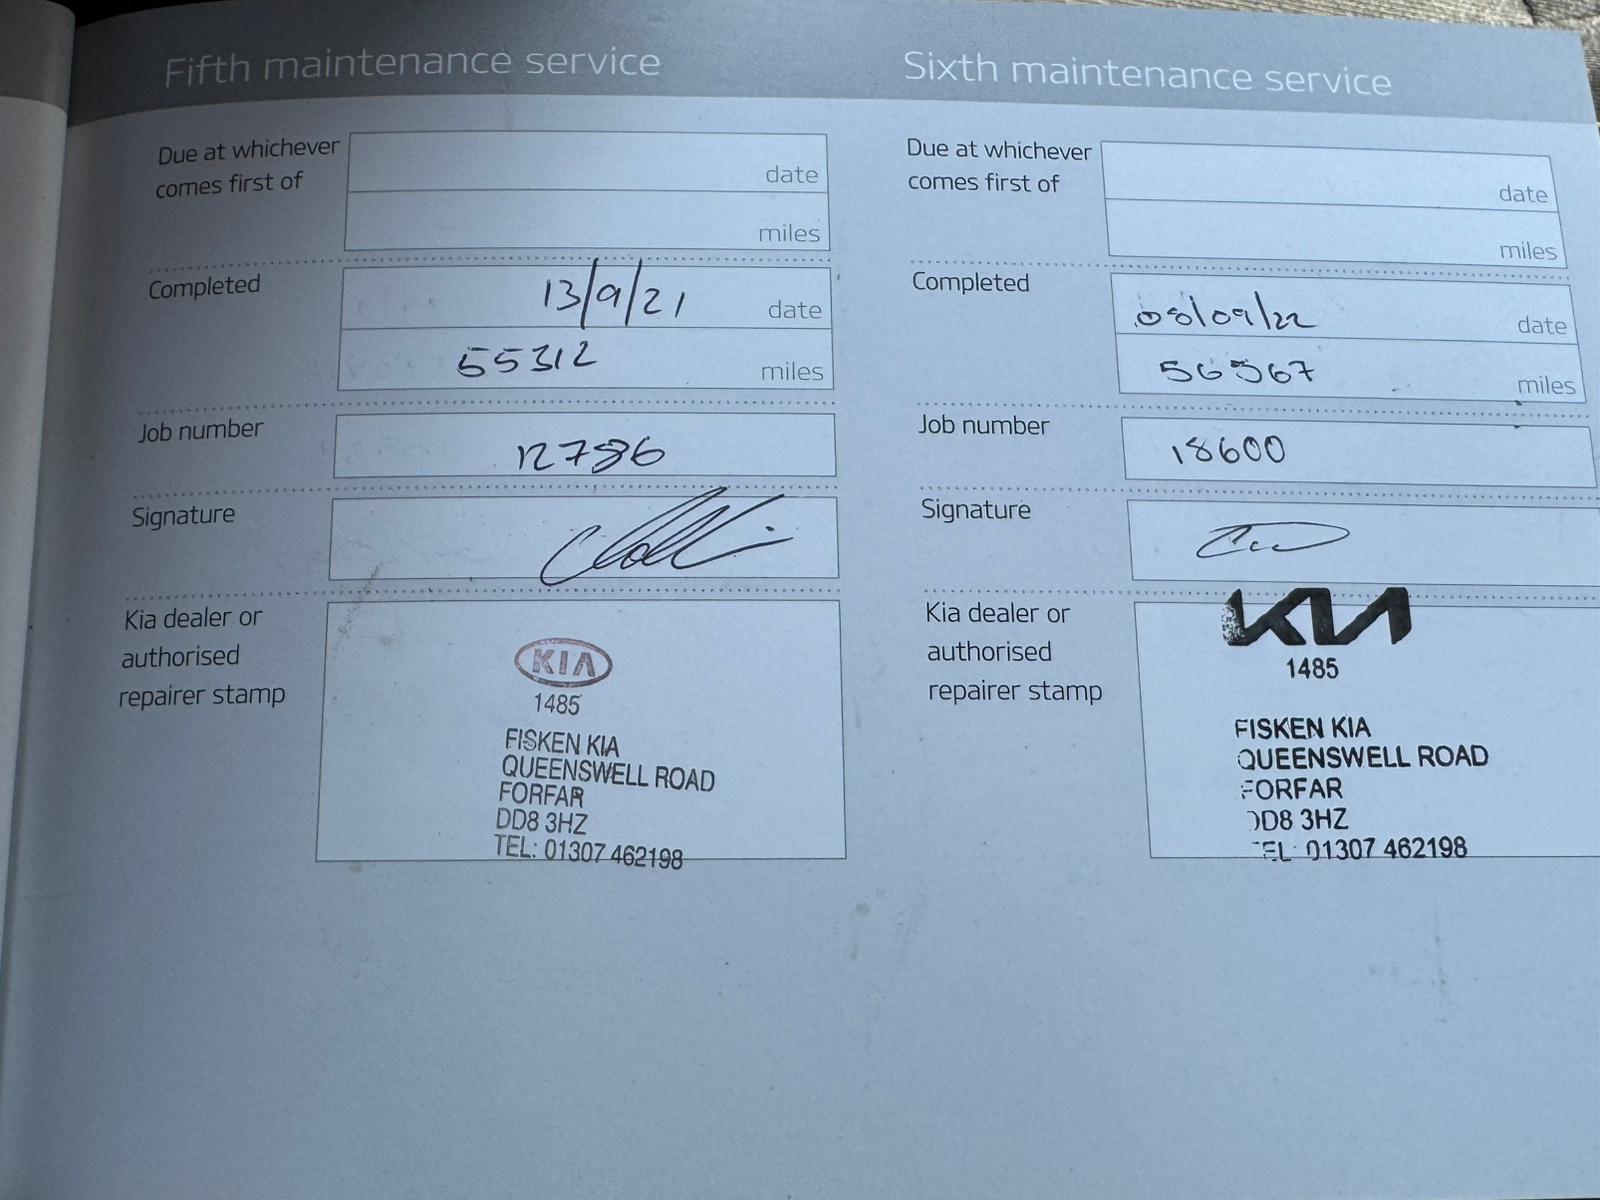 Fifth maintenance service
Due at whichever
comes first of
date
miles
Completed
13/9/21 date
55312 miles
Job number
12786
Signature
Kia dealer or
authorised
repairer stamp
KIA
1485
FISKEN KIA
QUEENSWELL ROAD
FORFAR
DD8 3HZ
TEL: 01307 462198
Sixth maintenance service
Due at whichever
comes first of
date
miles
Completed
08/09/22 date
56567 miles
Job number
18600
Signature
Kia dealer or
authorised
repairer stamp
KIA
1485
FISKEN KIA
QUEENSWELL ROAD
FORFAR
DD8 3HZ
TEL: 01307 462198